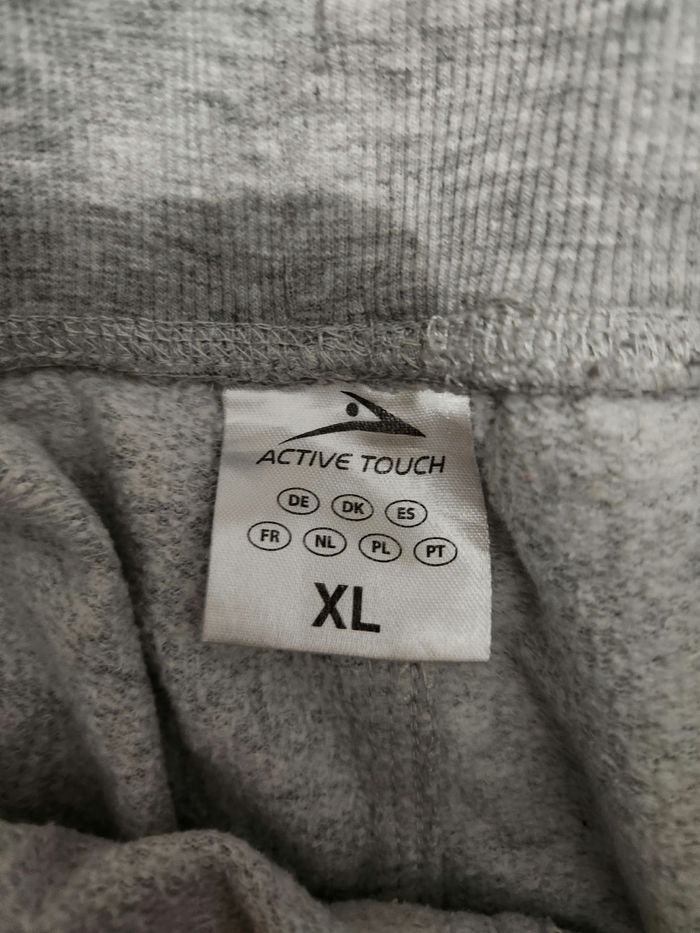 ACTIVE TOUCH
DE DK ES
FR NL PL PT
XL